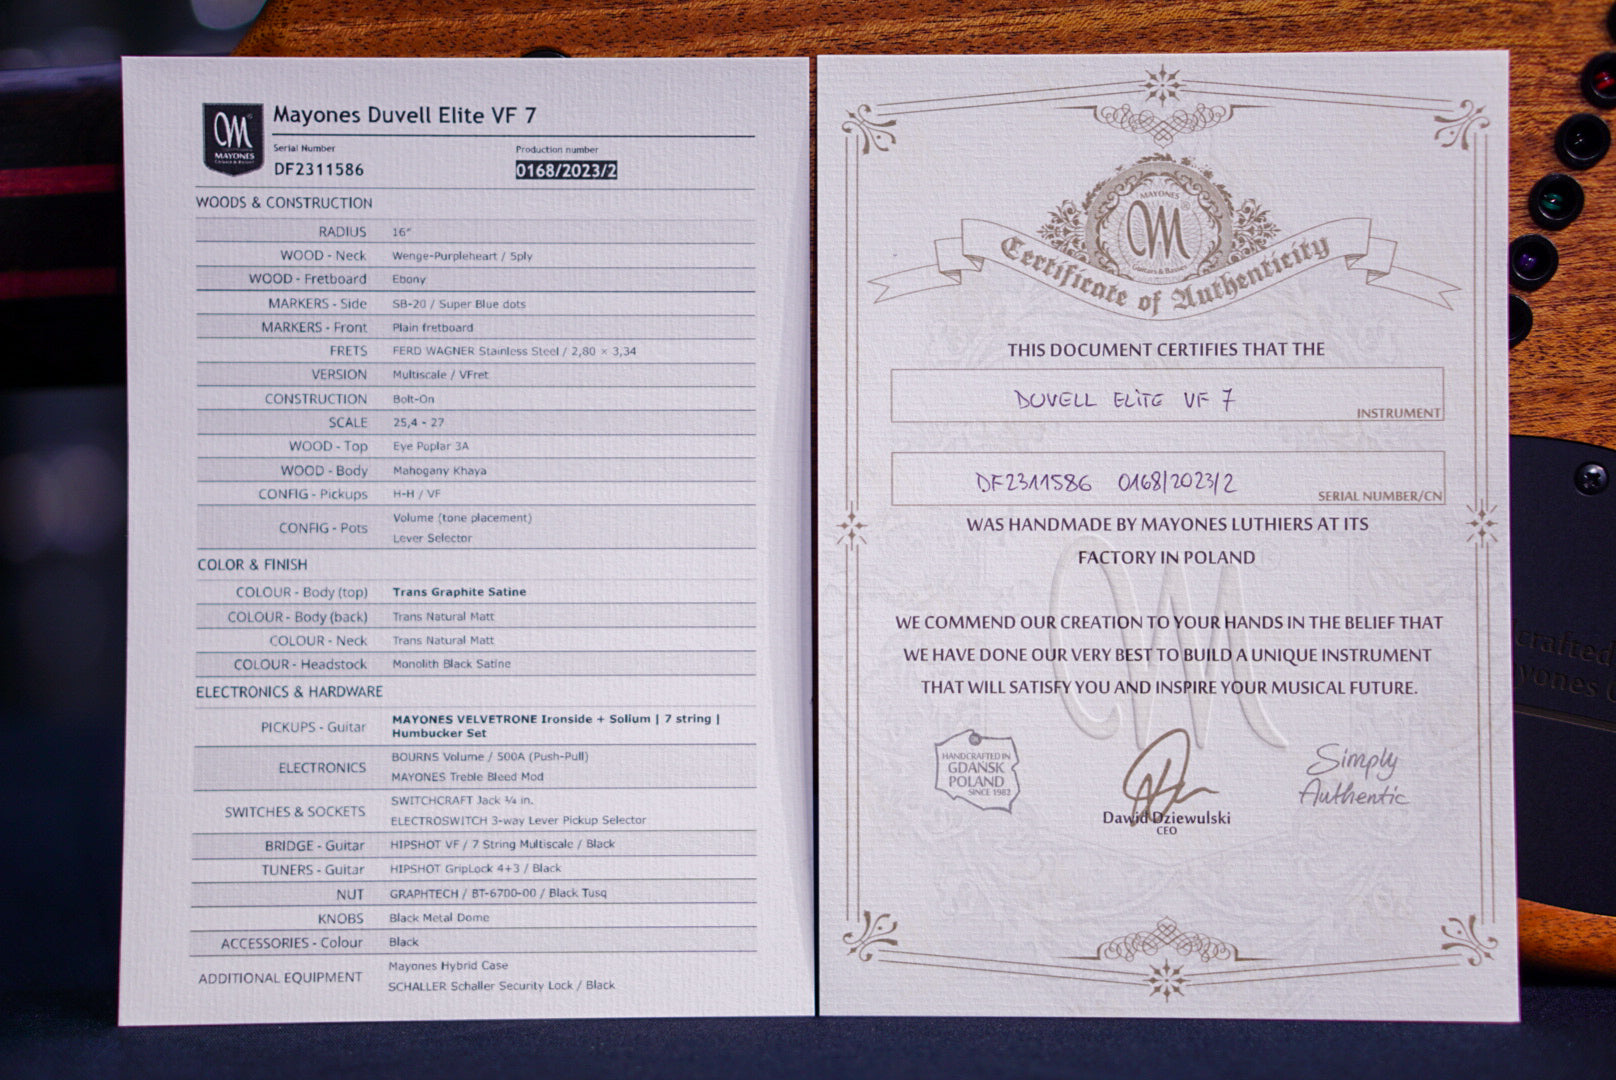 M
MAYONES
Guitars & Basses
Mayones Duvell Elite VF 7
Serial Number
DF2311586
Production number
0168/2023/2
WOODS & CONSTRUCTION
RADIUS 16"
WOOD - Neck Wenge-Purpleheart / 5ply
WOOD - Fretboard Ebony
MARKERS - Side SB-20 / Super Blue dots
MARKERS - Front Plain fretboard
FRETS FERD WAGNER Stainless Steel / 2,80 × 3,34
VERSION Multiscale / VFret
CONSTRUCTION Bolt-On
SCALE 25,4 - 27
WOOD - Top Eye Poplar 3A
WOOD - Body Mahogany Khaya
CONFIG - Pickups H-H / VF
CONFIG - Pots Volume (tone placement)
Lever Selector
COLOR & FINISH
COLOUR - Body (top) Trans Graphite Satine
COLOUR - Body (back) Trans Natural Matt
COLOUR - Neck Trans Natural Matt
COLOUR - Headstock Monolith Black Satine
ELECTRONICS & HARDWARE
PICKUPS - Guitar MAYONES VELVETRONE Ironside + Solium | 7 string |
Humbucker Set
ELECTRONICS BOURNS Volume / 500A (Push-Pull)
MAYONES Treble Bleed Mod
SWITCHES & SOCKETS SWITCHCRAFT Jack ¼ in.
ELECTROSWITCH 3-way Lever Pickup Selector
BRIDGE - Guitar HIPSHOT VF / 7 String Multiscale / Black
TUNERS - Guitar HIPSHOT GripLock 4+3 / Black
NUT GRAPHTECH / BT-6700-00 / Black Tusq
KNOBS Black Metal Dome
ACCESSORIES - Colour Black
ADDITIONAL EQUIPMENT Mayones Hybrid Case
SCHALLER Schaller Security Lock / Black
MAYONES
M
Guitars & Basses
Certificate of Authenticity
THIS DOCUMENT CERTIFIES THAT THE
DUVELL ELITE VF 7
INSTRUMENT
DF2311586 0168/2023/2
SERIAL NUMBER/CN
WAS HANDMADE BY MAYONES LUTHIERS AT ITS
FACTORY IN POLAND
WE COMMEND OUR CREATION TO YOUR HANDS IN THE BELIEF THAT
WE HAVE DONE OUR VERY BEST TO BUILD A UNIQUE INSTRUMENT
THAT WILL SATISFY YOU AND INSPIRE YOUR MUSICAL FUTURE.
HANDCRAFTED IN
GDAŃSK
POLAND
SINCE 1982
Dawid Dziewulski
CEO
Simply
Authentic